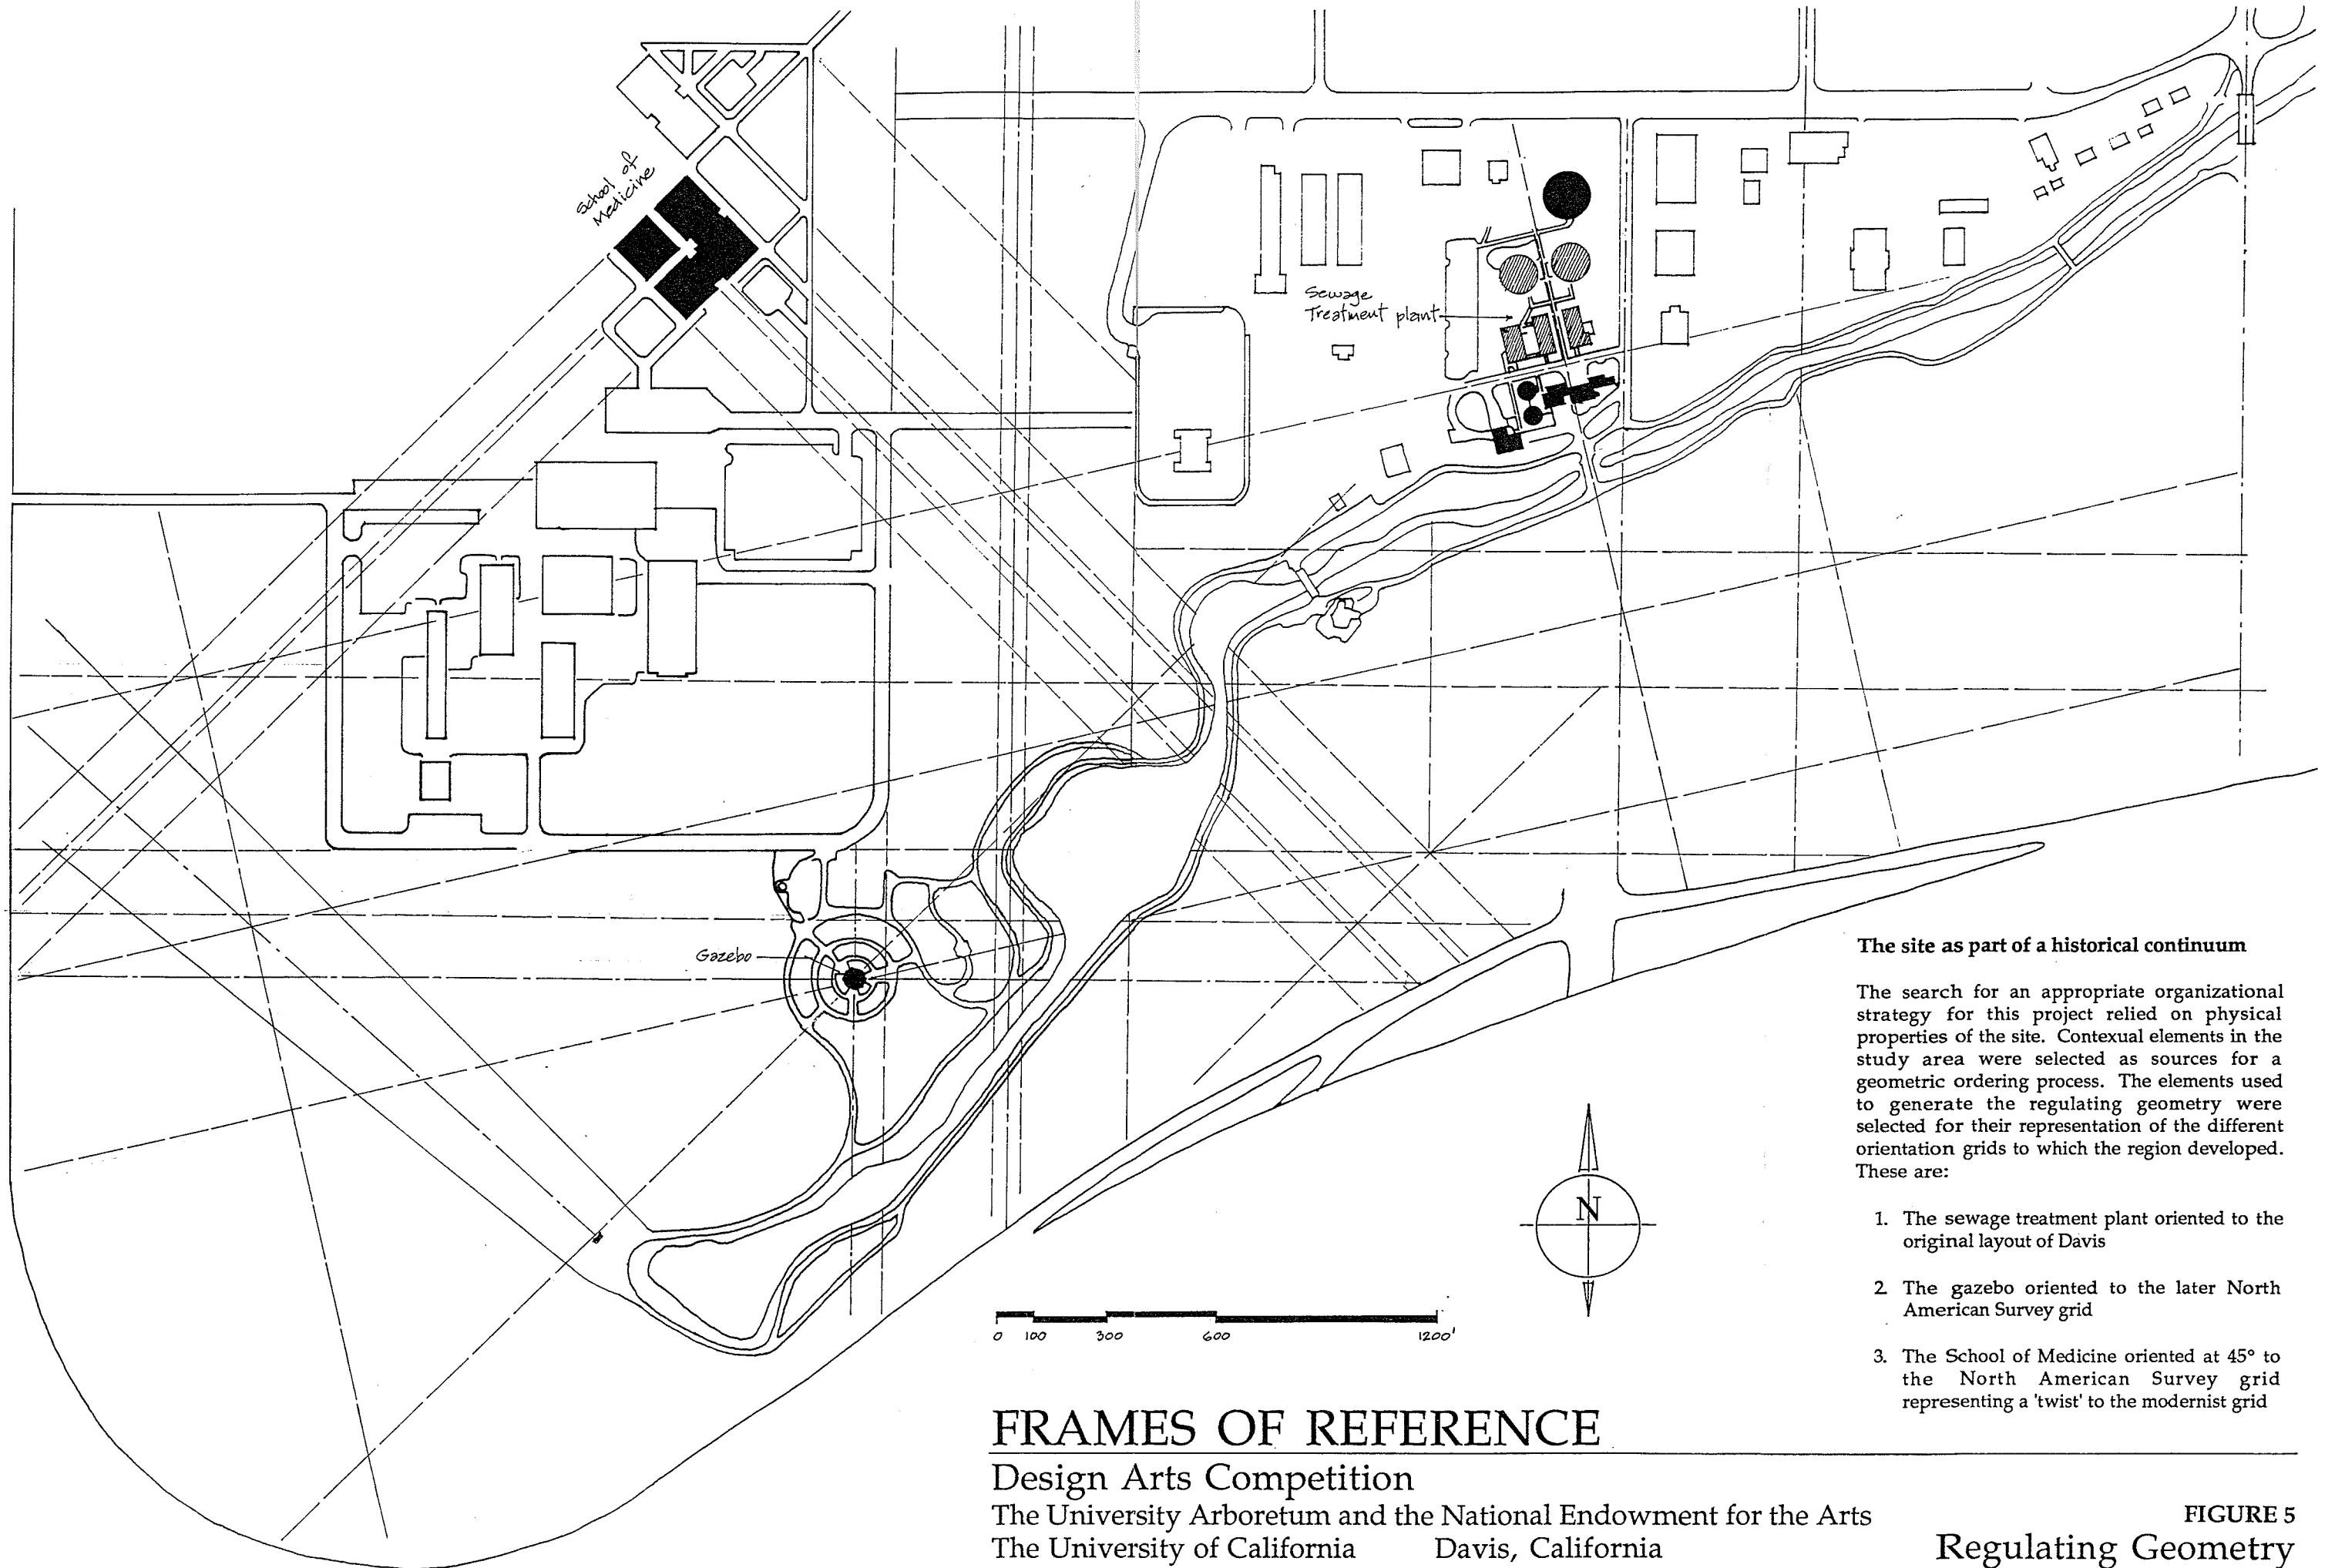 School of
Medicine
Sewage
Treatment plant
Gazebo
The site as part of a historical continuum
The search for an appropriate organizational
strategy for this project relied on physical
properties of the site. Contexual elements in the
study area were selected as sources for a
geometric ordering process. The elements used
to generate the regulating geometry were
selected for their representation of the different
orientation grids to which the region developed.
These are:
1. The sewage treatment plant oriented to the
original layout of Davis
2. The gazebo oriented to the later North
American Survey grid
3. The School of Medicine oriented at 45° to
the North American Survey grid
representing a 'twist' to the modernist grid
N
0 100 300 600 1200'
FRAMES OF REFERENCE
Design Arts Competition
The University Arboretum and the National Endowment for the Arts
The University of California Davis, California
FIGURE 5
Regulating Geometry